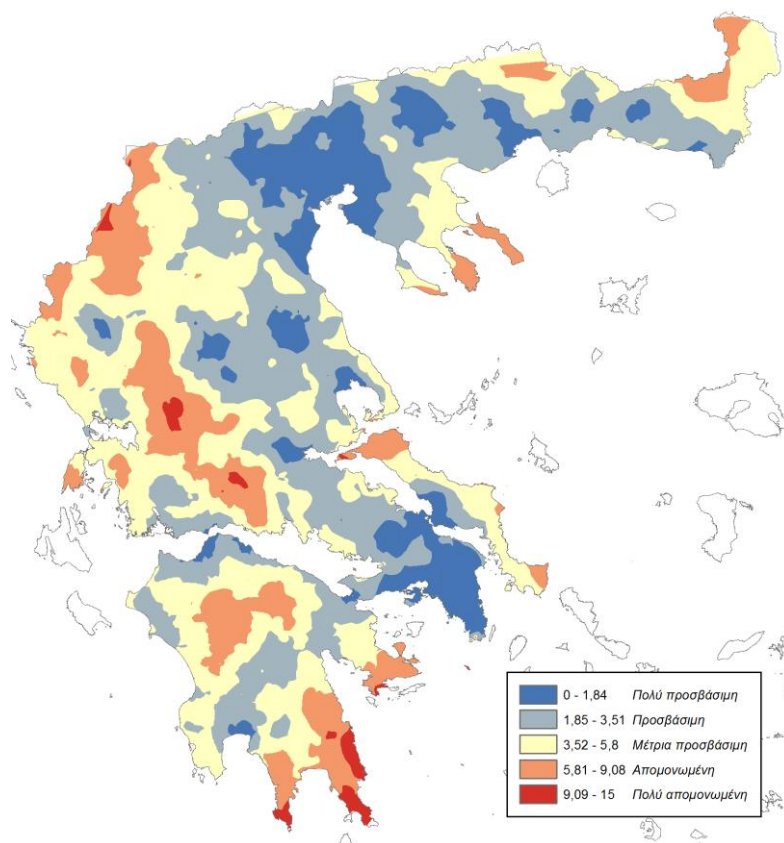 0 - 1,84 Πολύ προσβάσιμη
1,85 - 3,51 Προσβάσιμη
3,52 - 5,8 Μέτρια προσβάσιμη
5,81 - 9,08 Απομονωμένη
9,09 - 15 Πολύ απομονωμένη